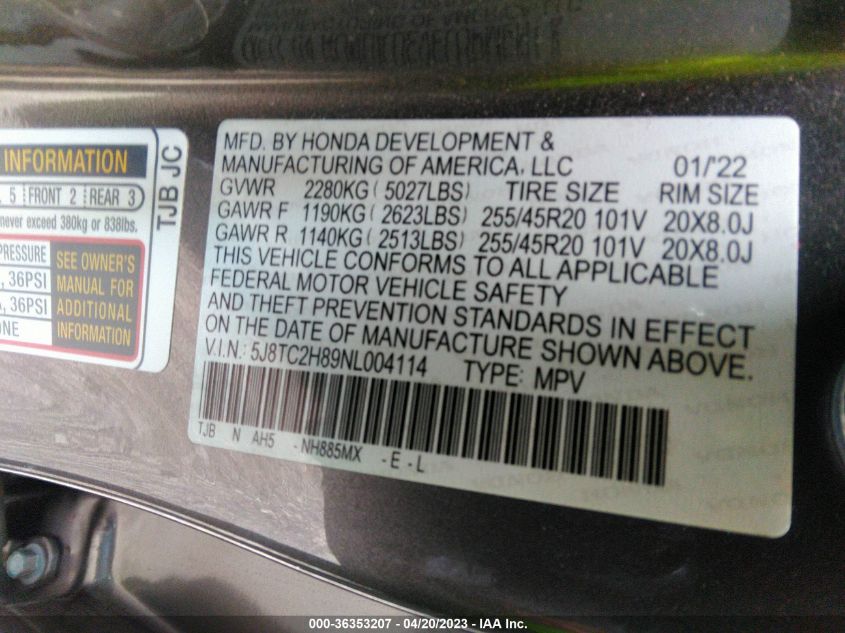 INFORMATION
5 FRONT 2 REAR 3
never exceed 380kg or 838lbs.
PRESSURE
, 36PSI
, 36PSI
ONE
SEE OWNER'S
MANUAL FOR
ADDITIONAL
INFORMATION
TJB JC
MFD. BY HONDA DEVELOPMENT &
MANUFACTURING OF AMERICA, LLC 01/'22
GVWR 2280KG (5027LBS) TIRE SIZE RIM SIZE
GAWR F 1190KG (2623LBS) 255/45R20 101V 20X8.0J
GAWR R 1140KG (2513LBS) 255/45R20 101V 20X8.0J
THIS VEHICLE CONFORMS TO ALL APPLICABLE
FEDERAL MOTOR VEHICLE SAFETY
AND THEFT PREVENTION STANDARDS IN EFFECT
ON THE DATE OF MANUFACTURE SHOWN ABOVE.
V.I.N.: 5J8TC2H89NL004114 TYPE: MPV
TJB N AH5 -NH885MX -E-L
000-36353207 - 04/20/2023 - IAA Inc.